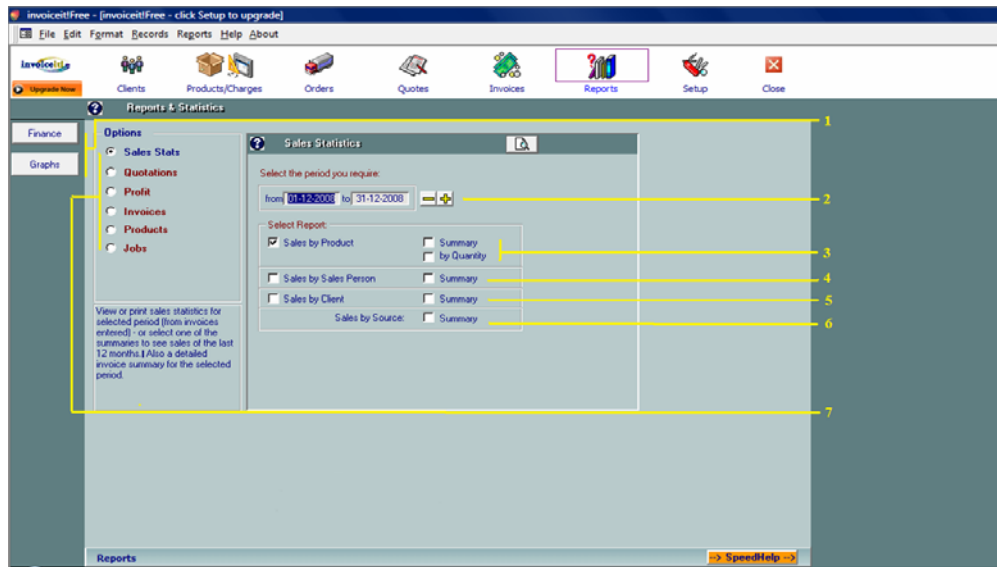 invoiceit!Free - [invoiceit!Free - click Setup to upgrade]
File Edit Format Records Reports Help About
invoiceit!
Upgrade Now
Clients
Products/Charges
Orders
Quotes
Invoices
Reports
Setup
Close
Reports & Statistics
Finance
Graphs
Options
Sales Stats
Quotations
Profit
Invoices
Products
Jobs
View or print sales statistics for
selected period (from invoices
entered) - or select one of the
summaries to see sales of the last
12 months.] Also a detailed
invoice summary for the selected
period.
Sales Statistics
Select the period you require:
from 01-12-2008 to 31-12-2008
Select Report:
Sales by Product Summary
by Quantity
Sales by Sales Person Summary
Sales by Client Summary
Sales by Source: Summary
1
2
3
4
5
6
7
Reports
--> SpeedHelp -->